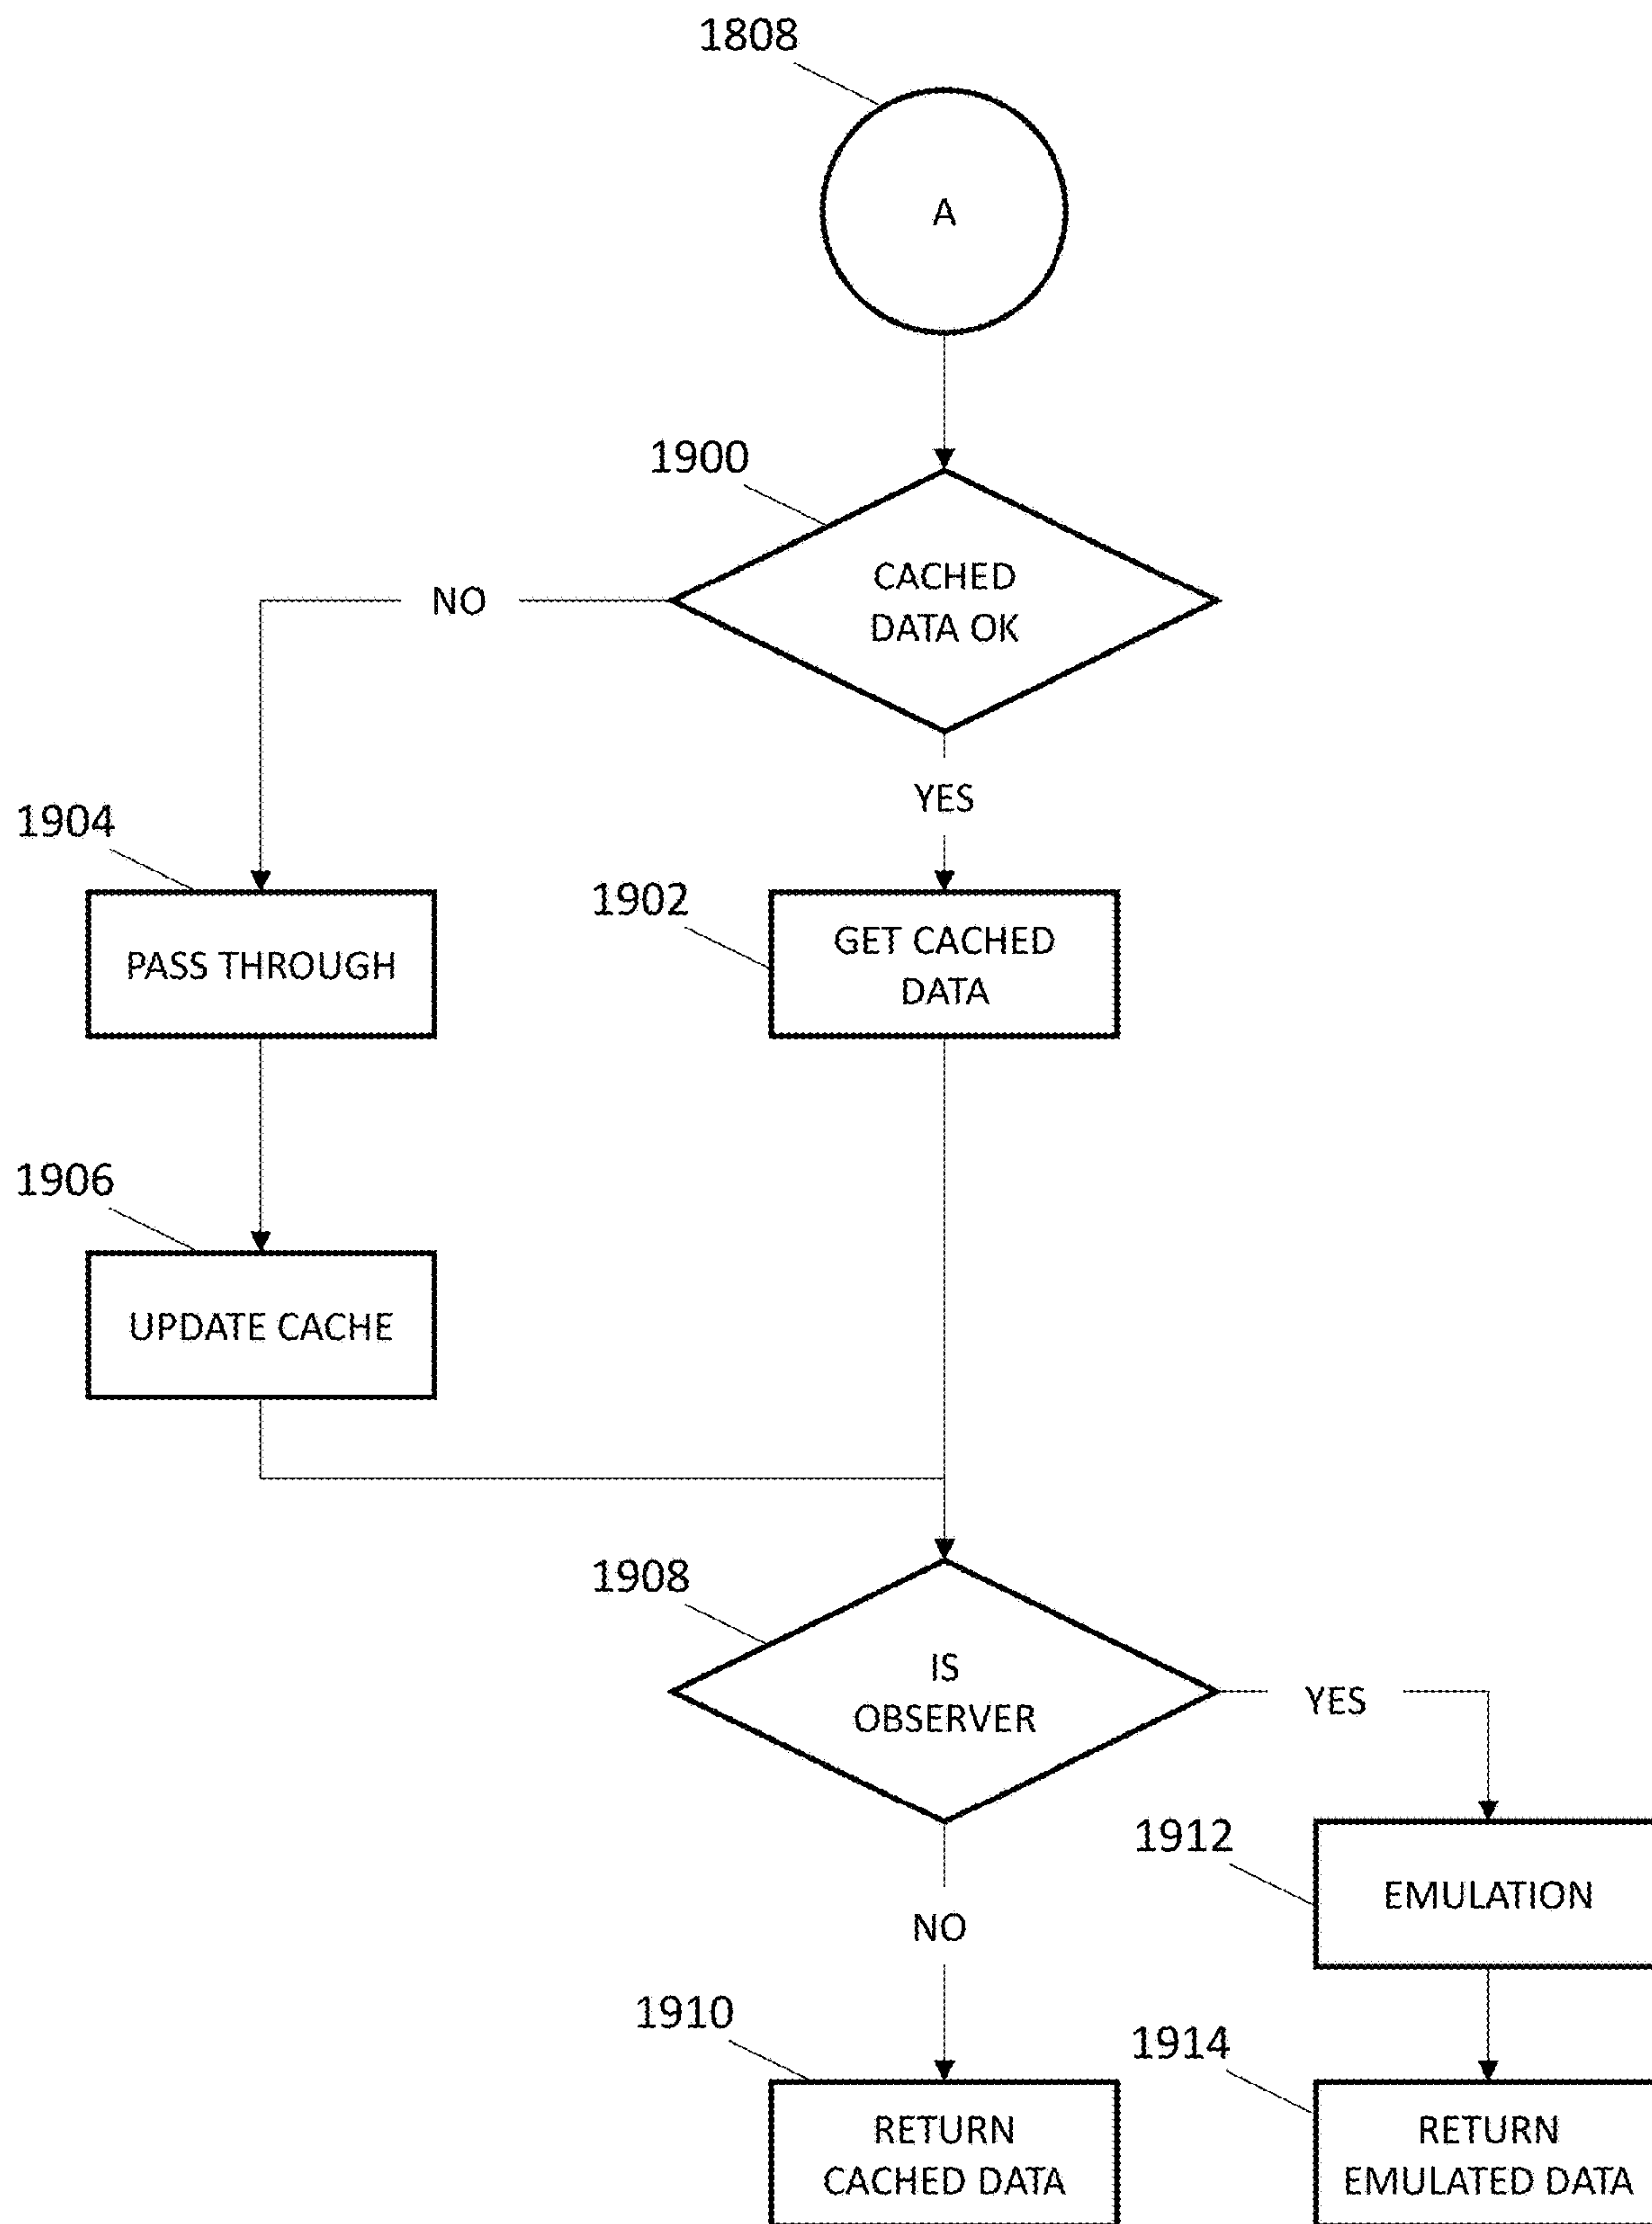 1808
A
1900
CACHED
DATA OK
NO
YES
1904
PASS THROUGH
1902
GET CACHED
DATA
1906
UPDATE CACHE
1908
IS
OBSERVER
YES
NO
1912
EMULATION
1910
RETURN
CACHED DATA
1914
RETURN
EMULATED DATA